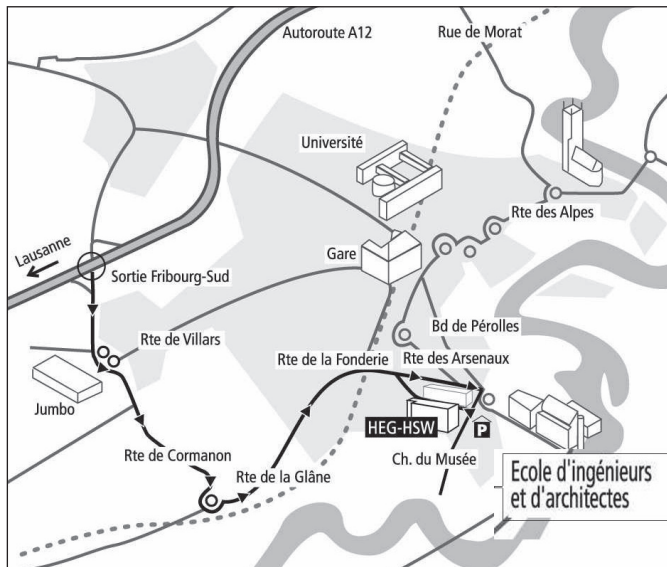 Autoroute A12
Rue de Morat
Université
Rte des Alpes
Lausanne
Gare
Sortie Fribourg-Sud
Bd de Pérolles
Rte de Villars
Rte de la Fonderie
Rte des Arsenaux
Jumbo
HEG-HSW
P
Rte de Cormanon
Ch. du Musée
Rte de la Glâne
Ecole d'ingénieurs
et d'architectes